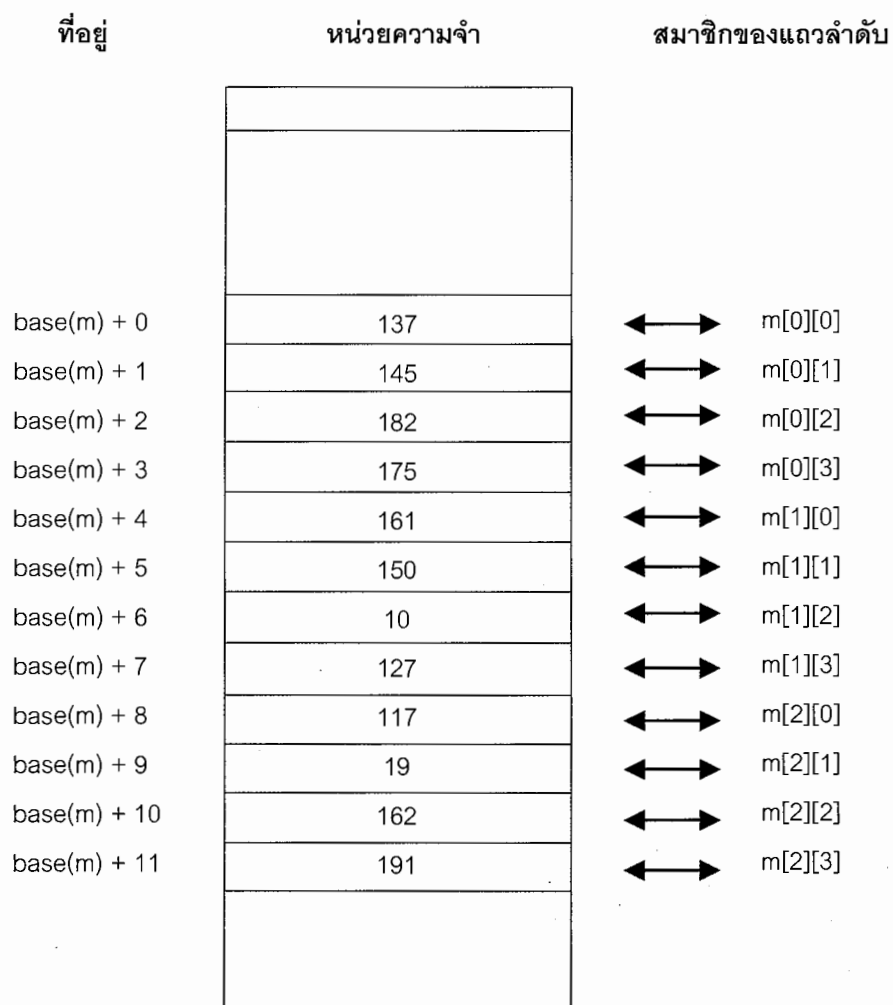 ที่อยู่ หน่วยความจำ สมาชิกของแถวลำดับ
base(m) + 0 137 m[0][0]
base(m) + 1 145 m[0][1]
base(m) + 2 182 m[0][2]
base(m) + 3 175 m[0][3]
base(m) + 4 161 m[1][0]
base(m) + 5 150 m[1][1]
base(m) + 6 10 m[1][2]
base(m) + 7 127 m[1][3]
base(m) + 8 117 m[2][0]
base(m) + 9 19 m[2][1]
base(m) + 10 162 m[2][2]
base(m) + 11 191 m[2][3]